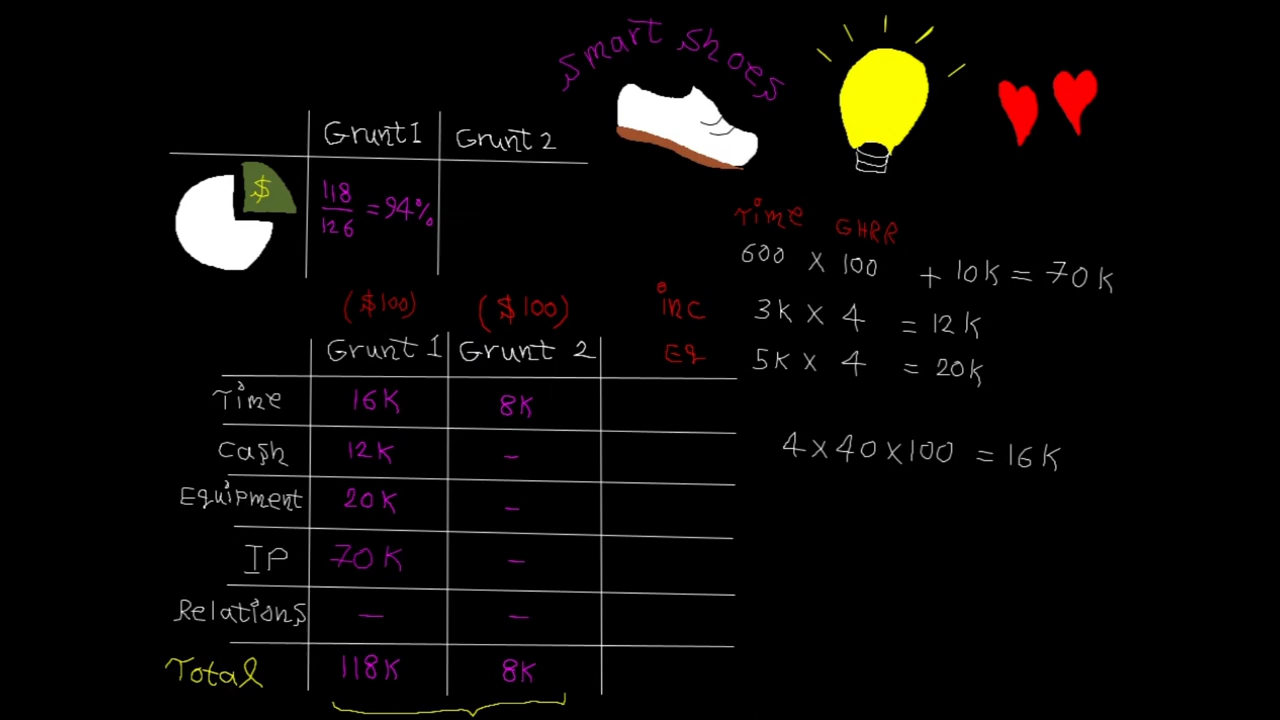 Smart Shoes
Grunt 1 Grunt 2
$
118
126
= 94%
Time GHRR
600 X 100 + 10K = 70K
($100) ($100) inc 3K X 4 = 12K
Grunt 1 Grunt 2 Eq 5K X 4 = 20K
Time 16K 8K
Cash 12K -
4 X 40 X 100 = 16K
Equipment 20K -
IP 70K -
Relations - -
Total 118K 8K